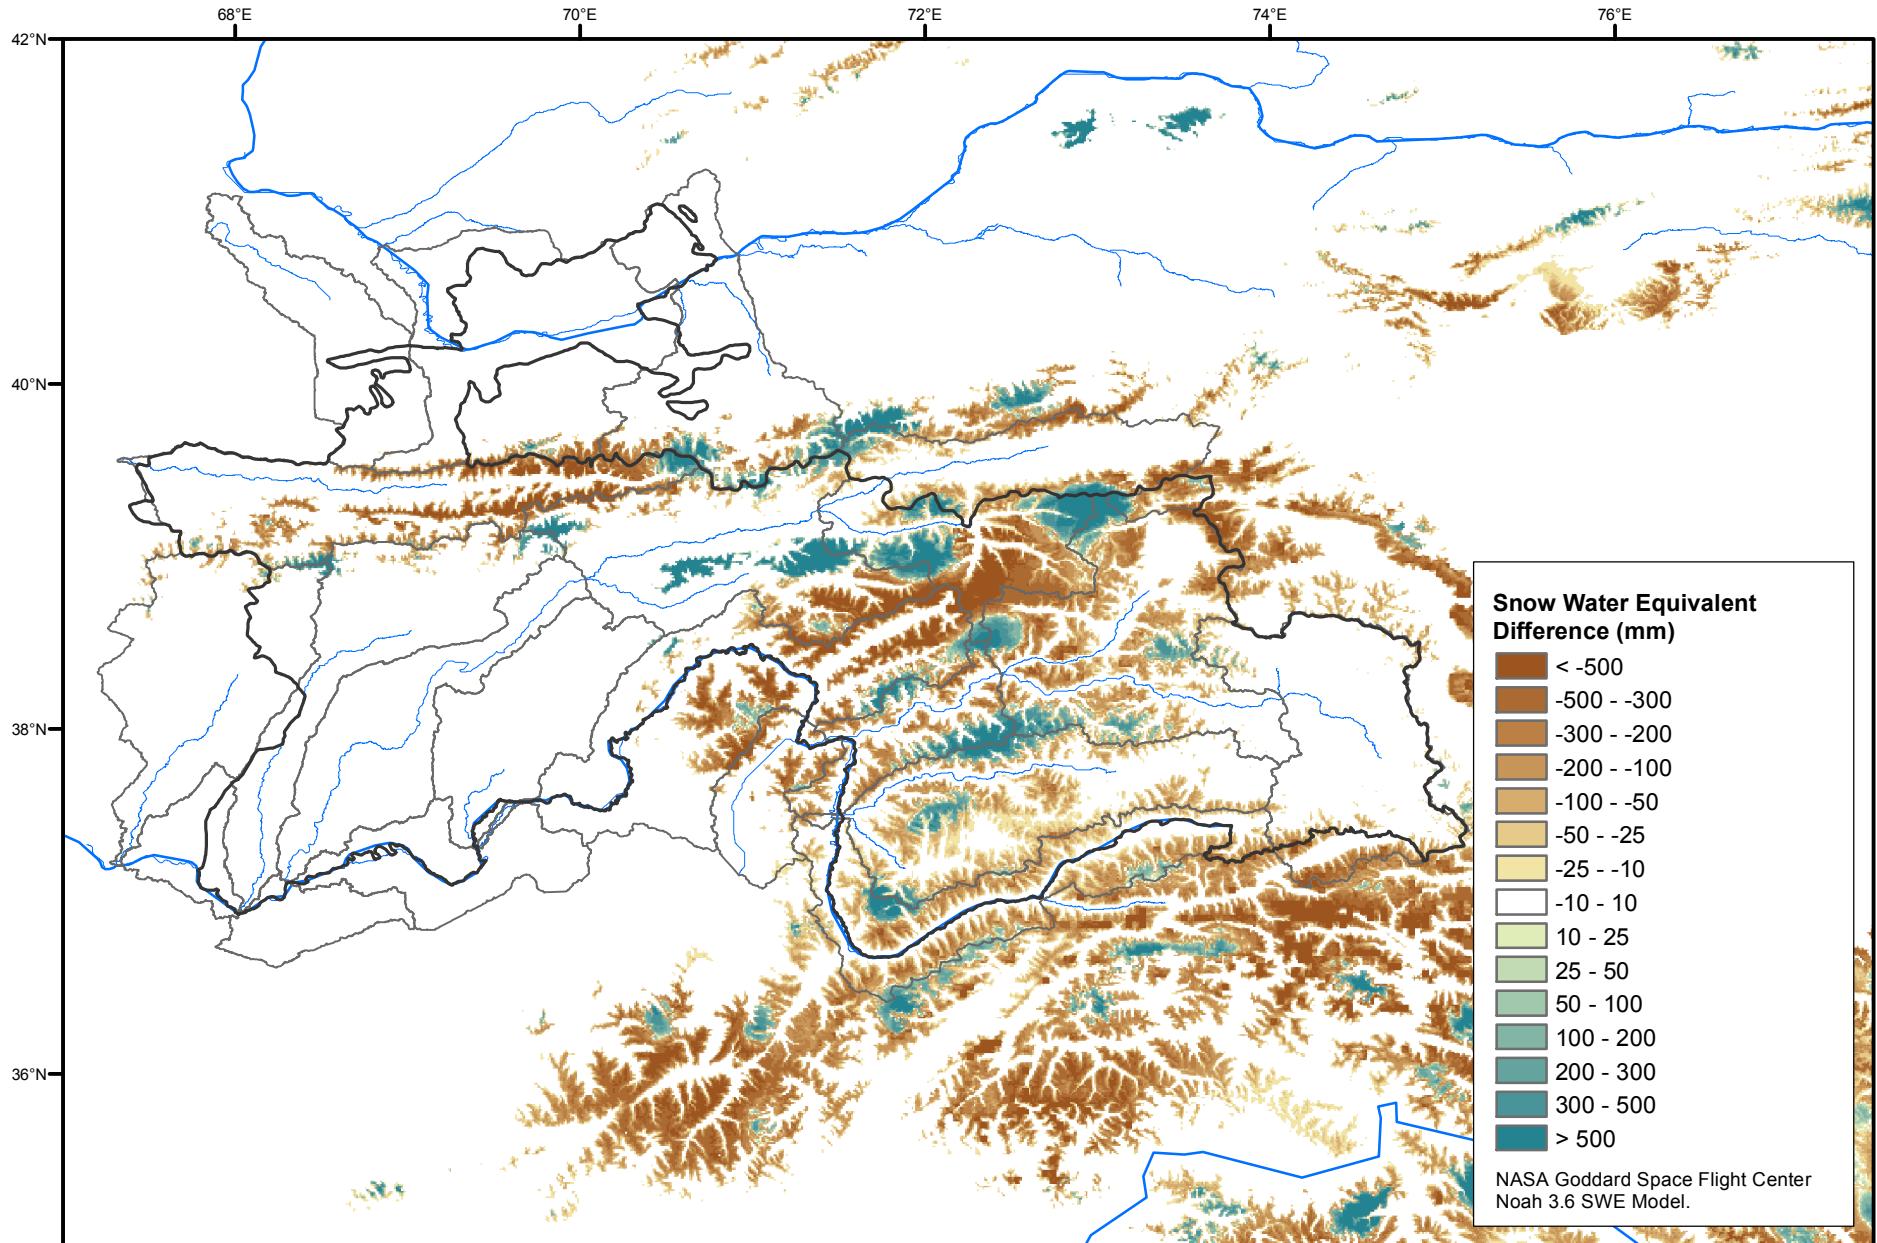 68°E 70°E 72°E 74°E 76°E
42°N
40°N
38°N
36°N
Snow Water Equivalent
Difference (mm)
< -500
-500 - -300
-300 - -200
-200 - -100
-100 - -50
-50 - -25
-25 - -10
-10 - 10
10 - 25
25 - 50
50 - 100
100 - 200
200 - 300
300 - 500
> 500
NASA Goddard Space Flight Center
Noah 3.6 SWE Model.